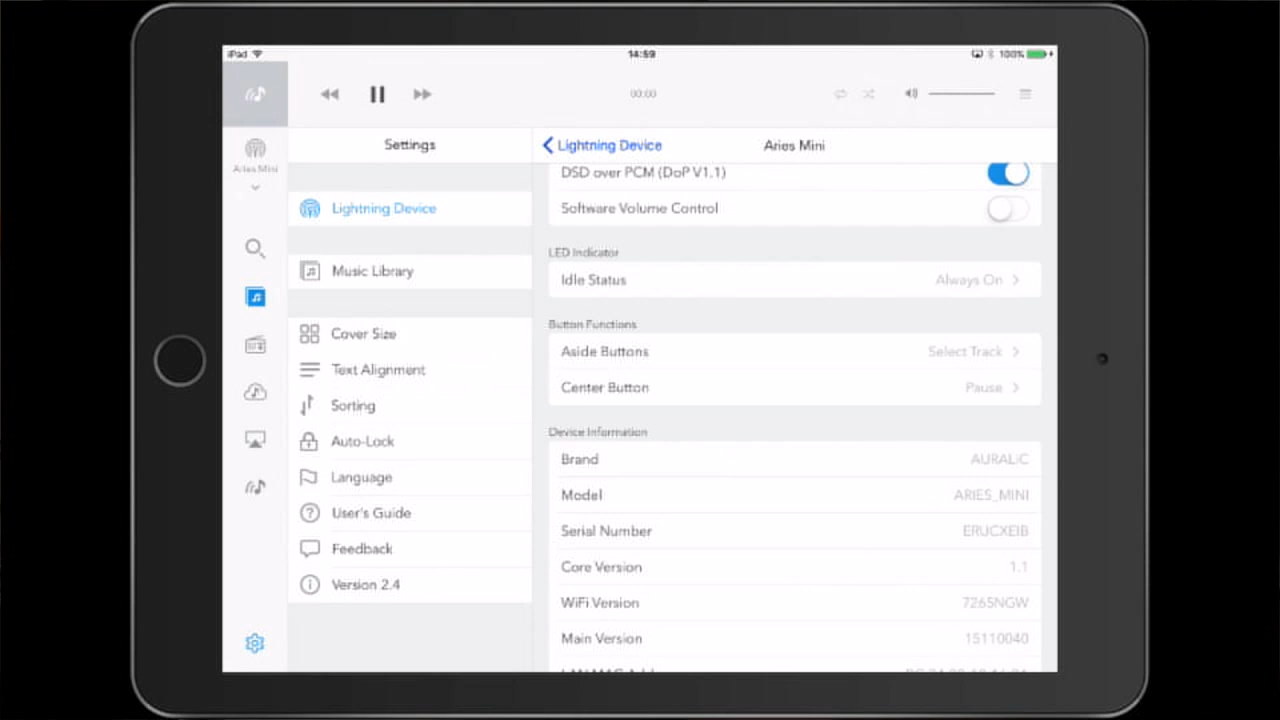 iPad
14:59
100%
00:00
Settings
Lightning Device
Aries Mini
Aries Mini
DSD over PCM (DoP V1.1)
Lightning Device
Software Volume Control
LED Indicator
Music Library
Idle Status
Always On
Button Functions
Cover Size
Aside Buttons
Select Track
Text Alignment
Center Button
Pause
Sorting
Device Information
Auto-Lock
Brand
AURALiC
Language
Model
ARIES_MINI
User's Guide
Serial Number
ERUCXEIB
Feedback
Core Version
1.1
Version 2.4
WiFi Version
7265NGW
Main Version
15110040